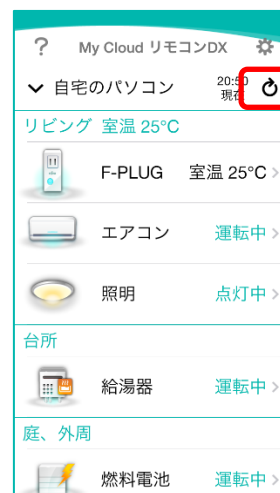 ? My Cloud リモコンDX
自宅のパソコン 20:50 現在
リビング 室温 25°C
F-PLUG 室温 25°C
エアコン 運転中
照明 点灯中
台所
給湯器 運転中
庭、外周
燃料電池 運転中